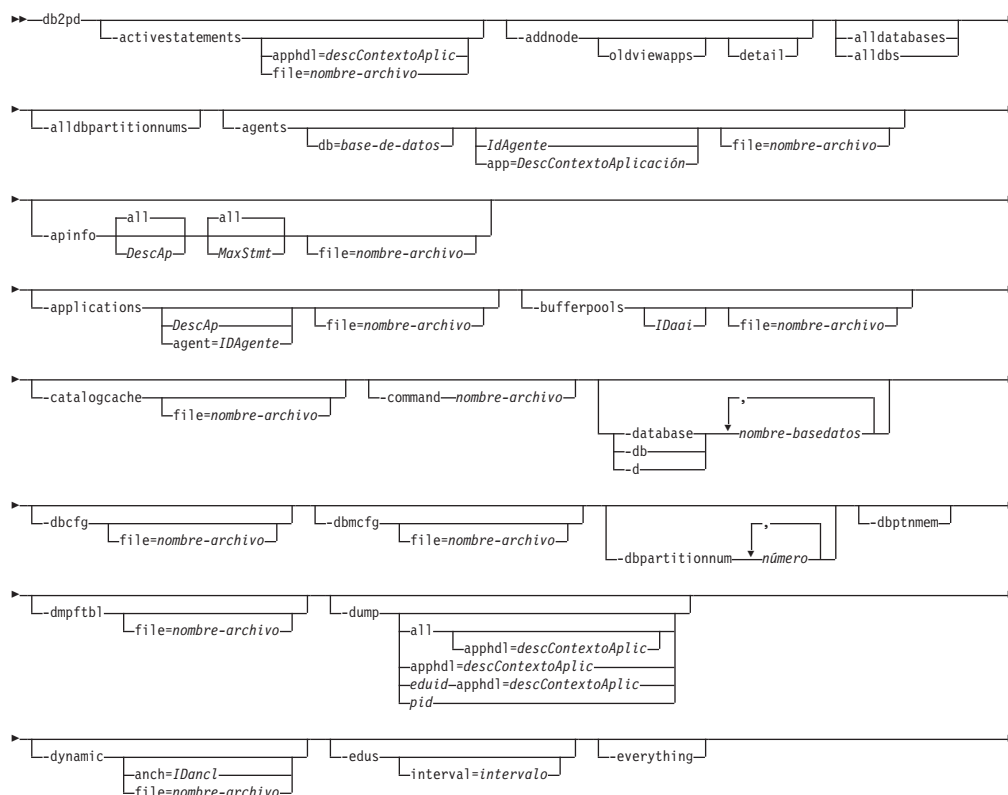 db2pd
-activestatements
apphdl=descContextoAplic
file=nombre-archivo
-addnode
oldviewapps
detail
-alldatabases
-alldbs
-alldbpartitionnums
-agents
db=base-de-datos
IdAgente
app=DescContextoAplicación
file=nombre-archivo
-apinfo
all
DescAp
all
MaxStmt
file=nombre-archivo
-applications
DescAp
agent=IDAgente
file=nombre-archivo
-bufferpools
IDaai
file=nombre-archivo
-catalogcache
file=nombre-archivo
-command nombre-archivo
-database
-db
-d
,
nombre-basedatos
-dbcfg
file=nombre-archivo
-dbmcfg
file=nombre-archivo
-dbpartitionnum
,
número
-dbptnmem
-dmpftbl
file=nombre-archivo
-dump
all
apphdl=descContextoAplic
apphdl=descContextoAplic
eduid apphdl=descContextoAplic
pid
-dynamic
anch=IDancl
file=nombre-archivo
-edus
interval=intervalo
-everything